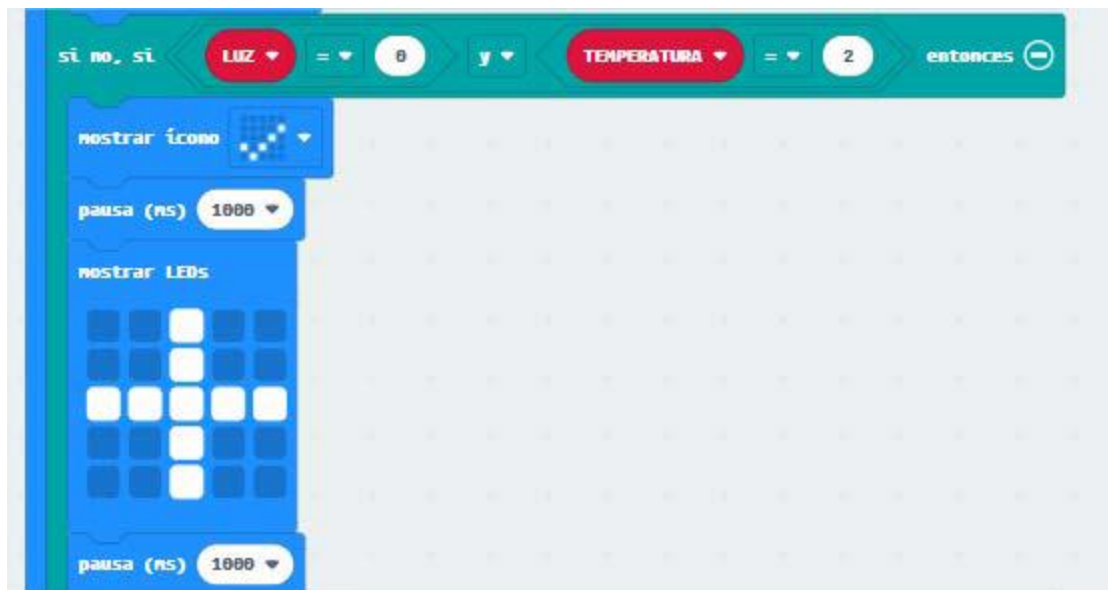 si no, si LUZ = 0 y TEMPERATURA = 2 entonces
mostrar ícono
pausa (ms) 1000
mostrar LEDs
pausa (ms) 1000